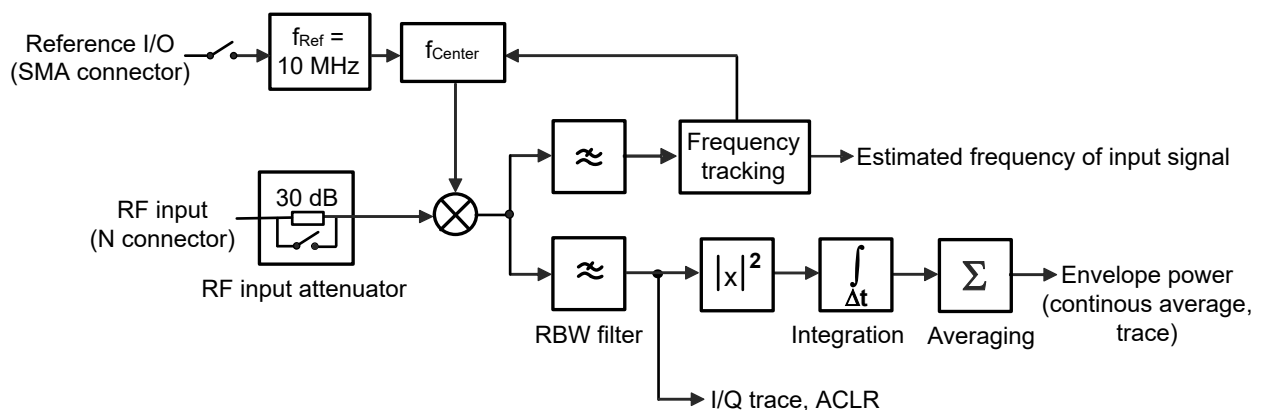 Reference I/O
(SMA connector)
fRef =
10 MHz
fCenter
Frequency
tracking
Estimated frequency of input signal
RF input
(N connector)
30 dB
RF input attenuator
≈
≈
RBW filter
|x|²
∫
Δt
Integration
Σ
Averaging
Envelope power
(continous average,
trace)
I/Q trace, ACLR